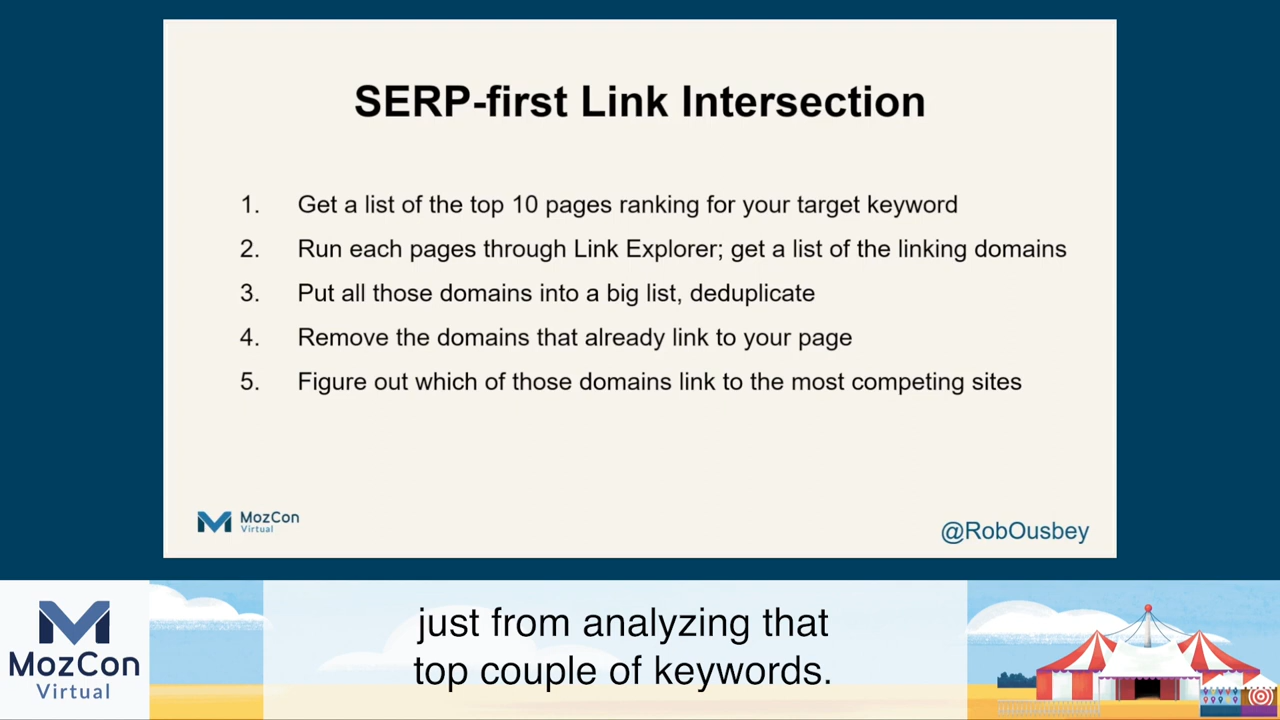 SERP-first Link Intersection
1. Get a list of the top 10 pages ranking for your target keyword
2. Run each pages through Link Explorer; get a list of the linking domains
3. Put all those domains into a big list, deduplicate
4. Remove the domains that already link to your page
5. Figure out which of those domains link to the most competing sites
MozCon
Virtual
@RobOusbey
MozCon
Virtual
just from analyzing that
top couple of keywords.